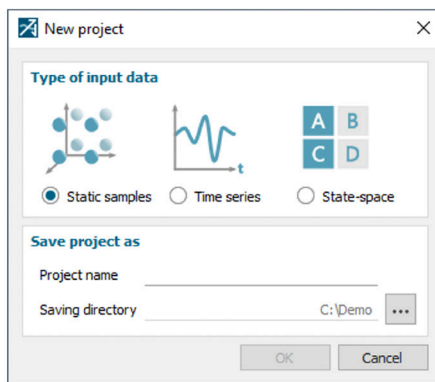 New project
Type of input data
t
A B
C D
Static samples Time series State-space
Save project as
Project name
Saving directory C:\Demo ...
OK Cancel